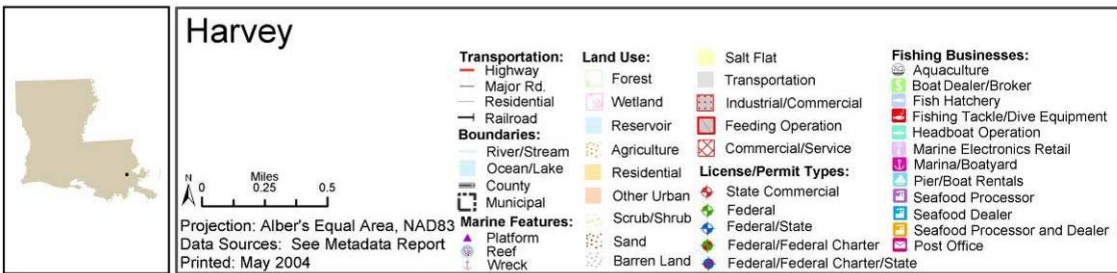 Harvey
N
Miles
0 0.25 0.5
Projection: Alber's Equal Area, NAD83
Data Sources: See Metadata Report
Printed: May 2004
Transportation:
Highway
Major Rd.
Residential
Railroad
Boundaries:
River/Stream
Ocean/Lake
County
Municipal
Marine Features:
Platform
Reef
Wreck
Land Use:
Forest
Wetland
Reservoir
Agriculture
Residential
Other Urban
Scrub/Shrub
Sand
Barren Land
Salt Flat
Transportation
Industrial/Commercial
Feeding Operation
Commercial/Service
License/Permit Types:
State Commercial
Federal
Federal/State
Federal/Federal Charter
Federal/Federal Charter/State
Fishing Businesses:
Aquaculture
Boat Dealer/Broker
Fish Hatchery
Fishing Tackle/Dive Equipment
Headboat Operation
Marine Electronics Retail
Marina/Boatyard
Pier/Boat Rentals
Seafood Processor
Seafood Dealer
Seafood Processor and Dealer
Post Office